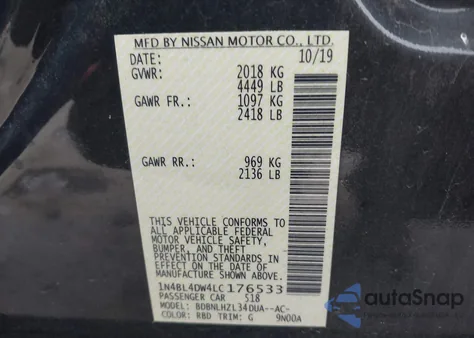 MFD BY NISSAN MOTOR CO., LTD.
DATE: 10/19
GVWR: 2018 KG
4449 LB
GAWR FR.: 1097 KG
2418 LB
GAWR RR.: 969 KG
2136 LB
THIS VEHICLE CONFORMS TO
ALL APPLICABLE FEDERAL
MOTOR VEHICLE SAFETY,
BUMPER, AND THEFT
PREVENTION STANDARDS IN
EFFECT ON THE DATE OF
MANUFACTURE SHOWN ABOVE.
1N4BL4DW4LC176533
PASSENGER CAR 518
MODEL: BDBNLHZL34DUA--AC-
COLOR: RBD TRIM: G 9N00A
autoSnap